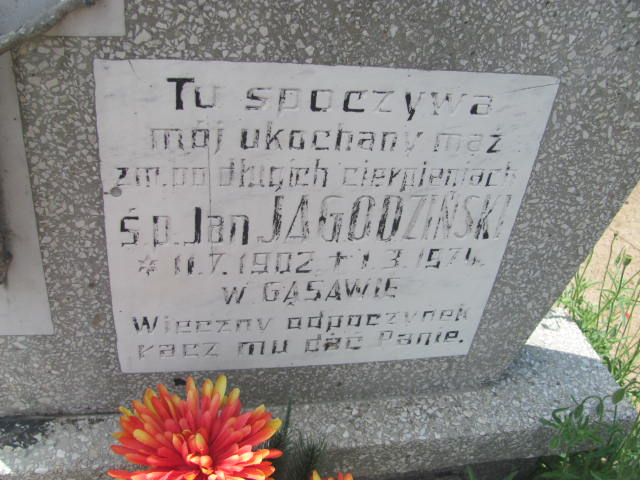 Tu spoczywa
mój ukochany mąż
zm. po długich cierpieniach
ś.p. Jan JAGODZIŃSKI
* 11.7.1902 + 1.3.1974
W GĄSAWIE
Wieczny odpoczynek
racz mu dać Panie.